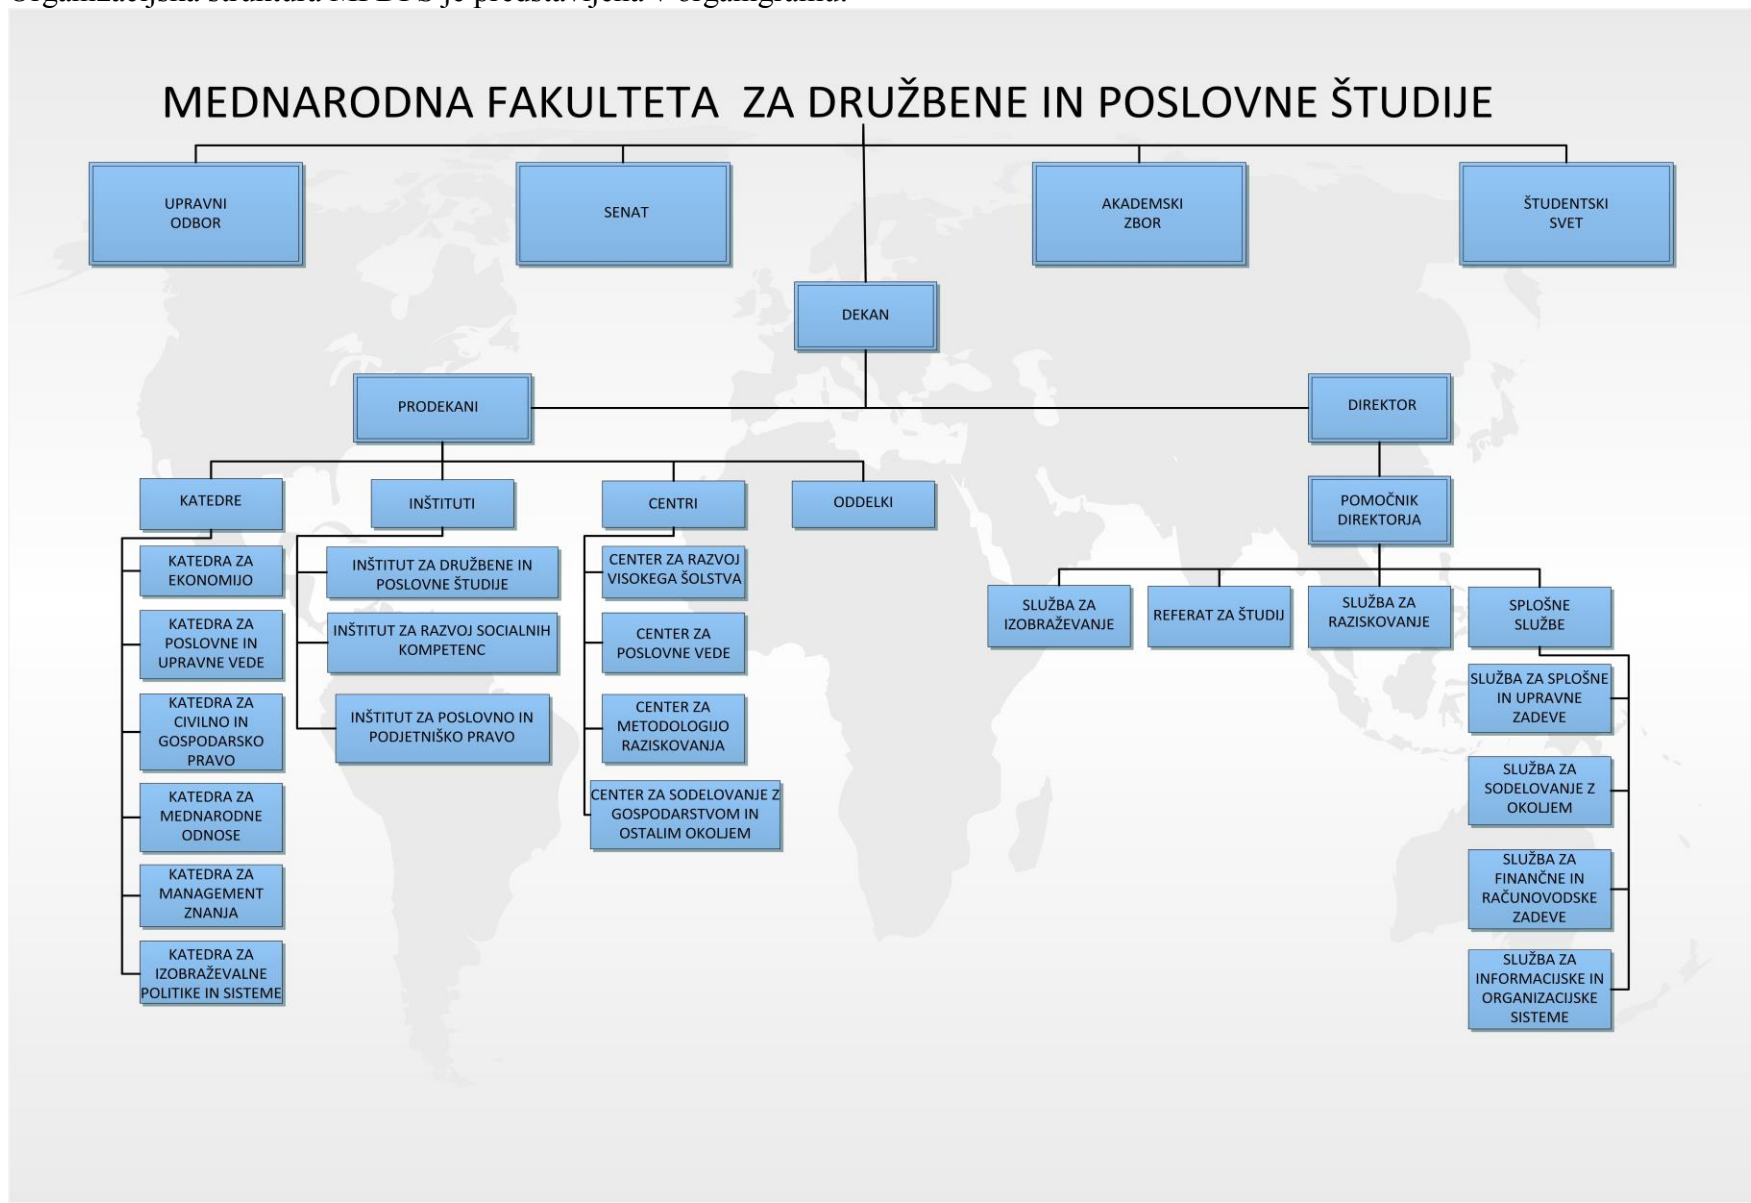 Organizacijska struktura MFDPŠ je predstavljena v organigramu:
MEDNARODNA FAKULTETA ZA DRUŽBENE IN POSLOVNE ŠTUDIJE
UPRAVNI
ODBOR
SENAT
AKADEMSKI
ZBOR
ŠTUDENTSKI
SVET
DEKAN
PRODEKANI
DIREKTOR
KATEDRE
INŠTITUTI
CENTRI
ODDELKI
POMOČNIK
DIREKTORJA
KATEDRA ZA
EKONOMIJO
KATEDRA ZA
POSLOVNE IN
UPRAVNE VEDE
KATEDRA ZA
CIVILNO IN
GOSPODARSKO
PRAVO
KATEDRA ZA
MEDNARODNE
ODNOSE
KATEDRA ZA
MANAGEMENT
ZNANJA
KATEDRA ZA
IZOBRAŽEVALNE
POLITIKE IN SISTEME
INŠTITUT ZA DRUŽBENE IN
POSLOVNE ŠTUDIJE
INŠTITUT ZA RAZVOJ SOCIALNIH
KOMPETENC
INŠTITUT ZA POSLOVNO IN
PODJETNIŠKO PRAVO
CENTER ZA RAZVOJ
VISOKEGA ŠOLSTVA
CENTER ZA
POSLOVNE VEDE
CENTER ZA
METODOLOGIJO
RAZISKOVANJA
CENTER ZA SODELOVANJE Z
GOSPODARSTVOM IN
OSTALIM OKOLJEM
SLUŽBA ZA
IZOBRAŽEVANJE
REFERAT ZA ŠTUDIJ
SLUŽBA ZA
RAZISKOVANJE
SPLOŠNE
SLUŽBE
SLUŽBA ZA SPLOŠNE
IN UPRAVNE
ZADEVE
SLUŽBA ZA
SODELOVANJE Z
OKOLJEM
SLUŽBA ZA
FINANČNE IN
RAČUNOVODSKE
ZADEVE
SLUŽBA ZA
INFORMACIJSKE IN
ORGANIZACIJSKE
SISTEME